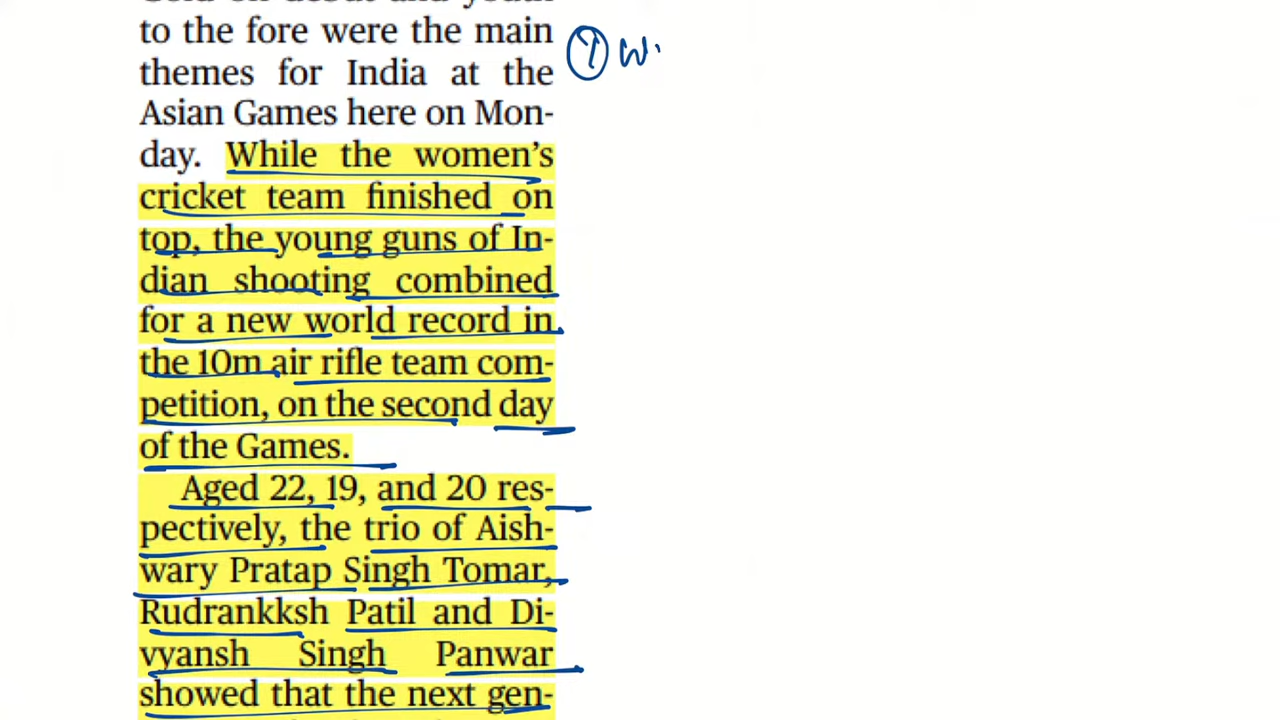 to the fore were the main
themes for India at the
Asian Games here on Mon-
day. While the women's
cricket team finished on
top, the young guns of In-
dian shooting combined
for a new world record in
the 10m air rifle team com-
petition, on the second day
of the Games.
Aged 22, 19, and 20 res-
pectively, the trio of Aish-
wary Pratap Singh Tomar,
Rudrankksh Patil and Di-
vyansh Singh Panwar
showed that the next gen-